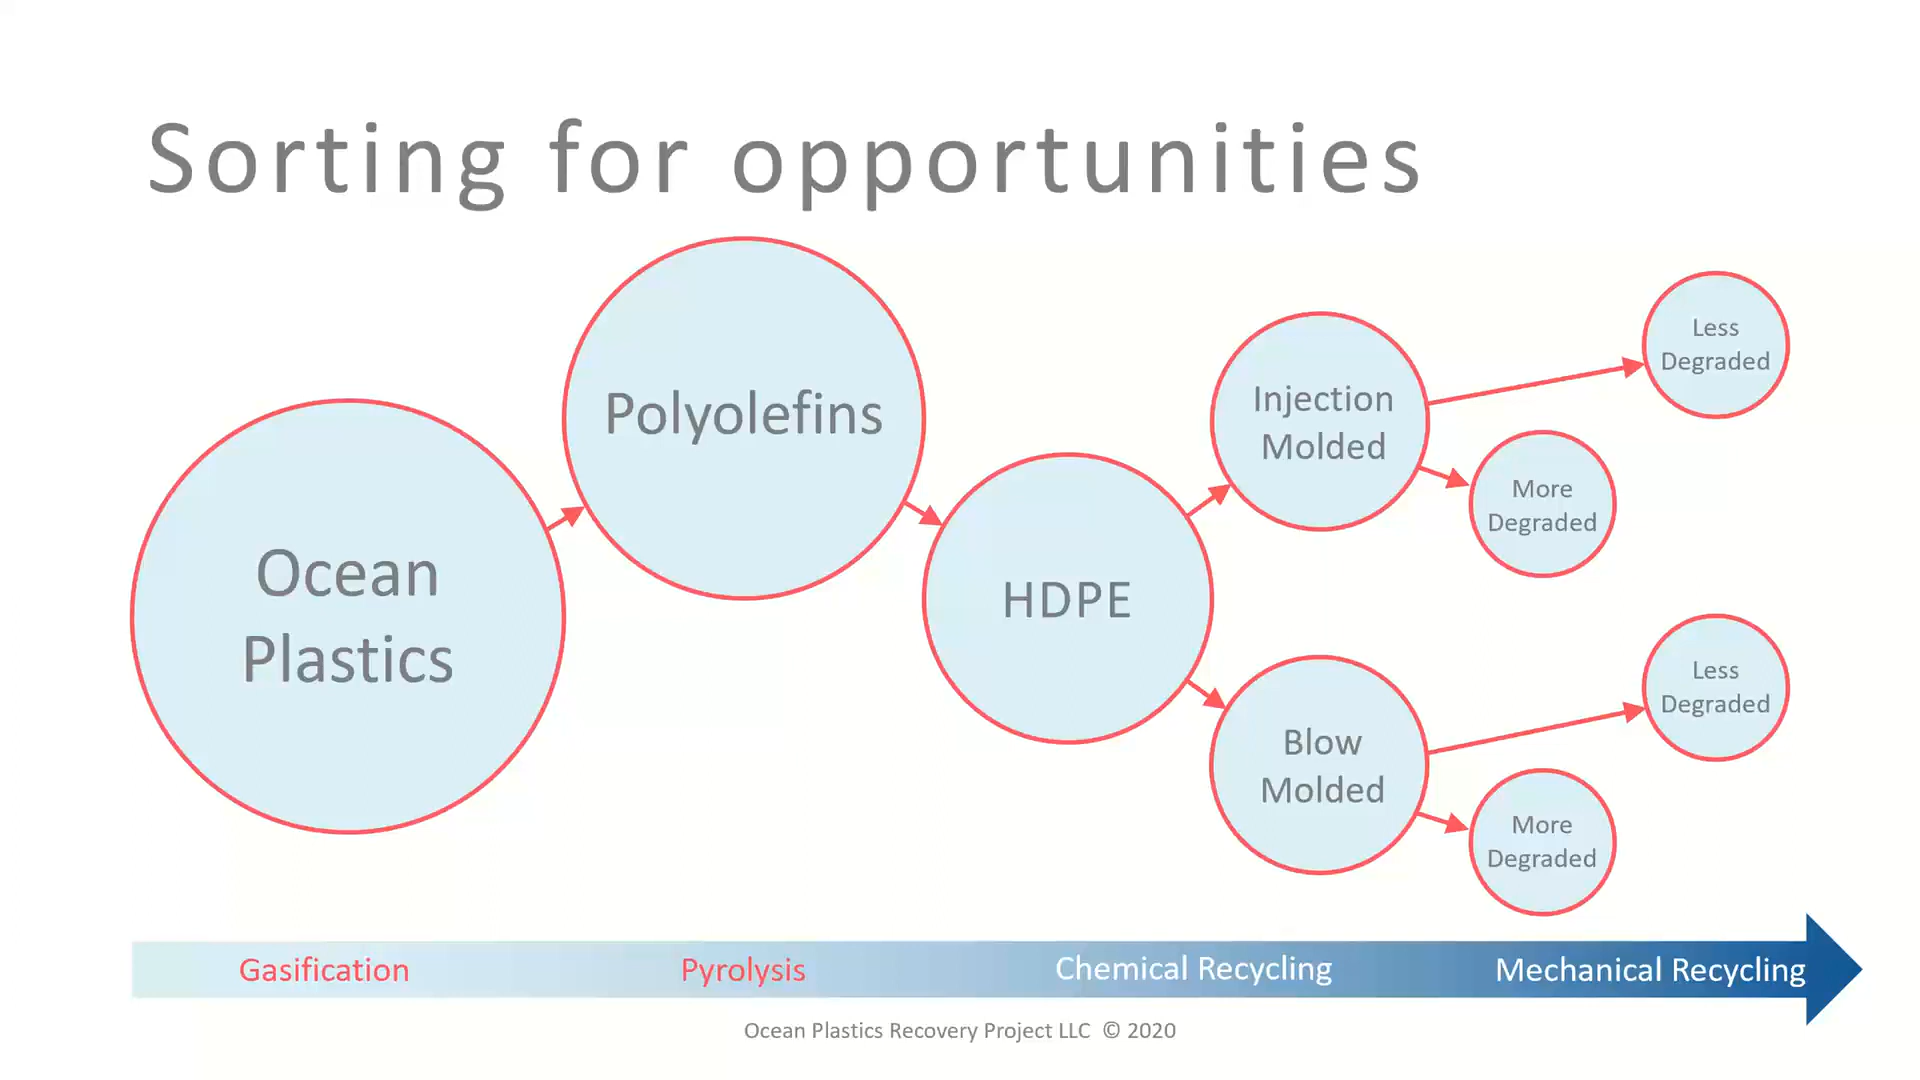 Sorting for opportunities
Ocean
Plastics
Polyolefins
HDPE
Injection
Molded
Less
Degraded
More
Degraded
Blow
Molded
Less
Degraded
More
Degraded
Gasification
Pyrolysis
Chemical Recycling
Mechanical Recycling
Ocean Plastics Recovery Project LLC © 2020